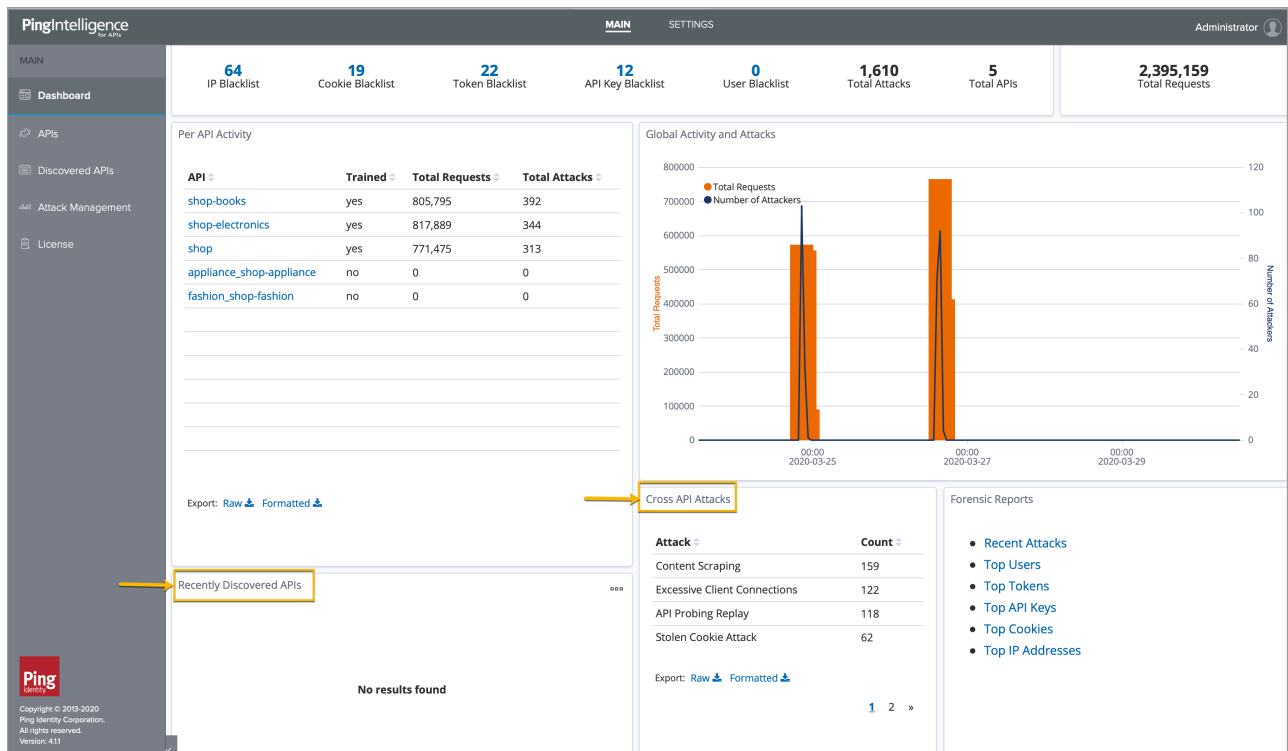 PingIntelligence
for APIs
MAIN
SETTINGS
Administrator
MAIN
Dashboard
APIs
Discovered APIs
Attack Management
License
64
IP Blacklist
19
Cookie Blacklist
22
Token Blacklist
12
API Key Blacklist
0
User Blacklist
1,610
Total Attacks
5
Total APIs
2,395,159
Total Requests
Per API Activity
API Trained Total Requests Total Attacks
shop-books yes 805,795 392
shop-electronics yes 817,889 344
shop yes 771,475 313
appliance_shop-appliance no 0 0
fashion_shop-fashion no 0 0
Export: Raw Formatted
Global Activity and Attacks
Total Requests
Number of Attackers
800000
700000
600000
500000
400000
300000
200000
100000
0
Total Requests
120
100
80
60
40
20
0
Number of Attackers
00:00
2020-03-25
00:00
2020-03-27
00:00
2020-03-29
Recently Discovered APIs
No results found
Cross API Attacks
Attack Count
Content Scraping 159
Excessive Client Connections 122
API Probing Replay 118
Stolen Cookie Attack 62
Export: Raw Formatted
1 2 »
Forensic Reports
Recent Attacks
Top Users
Top Tokens
Top API Keys
Top Cookies
Top IP Addresses
Ping
Identity.
Copyright © 2013-2020
Ping Identity Corporation.
All rights reserved.
Version: 4.1.1